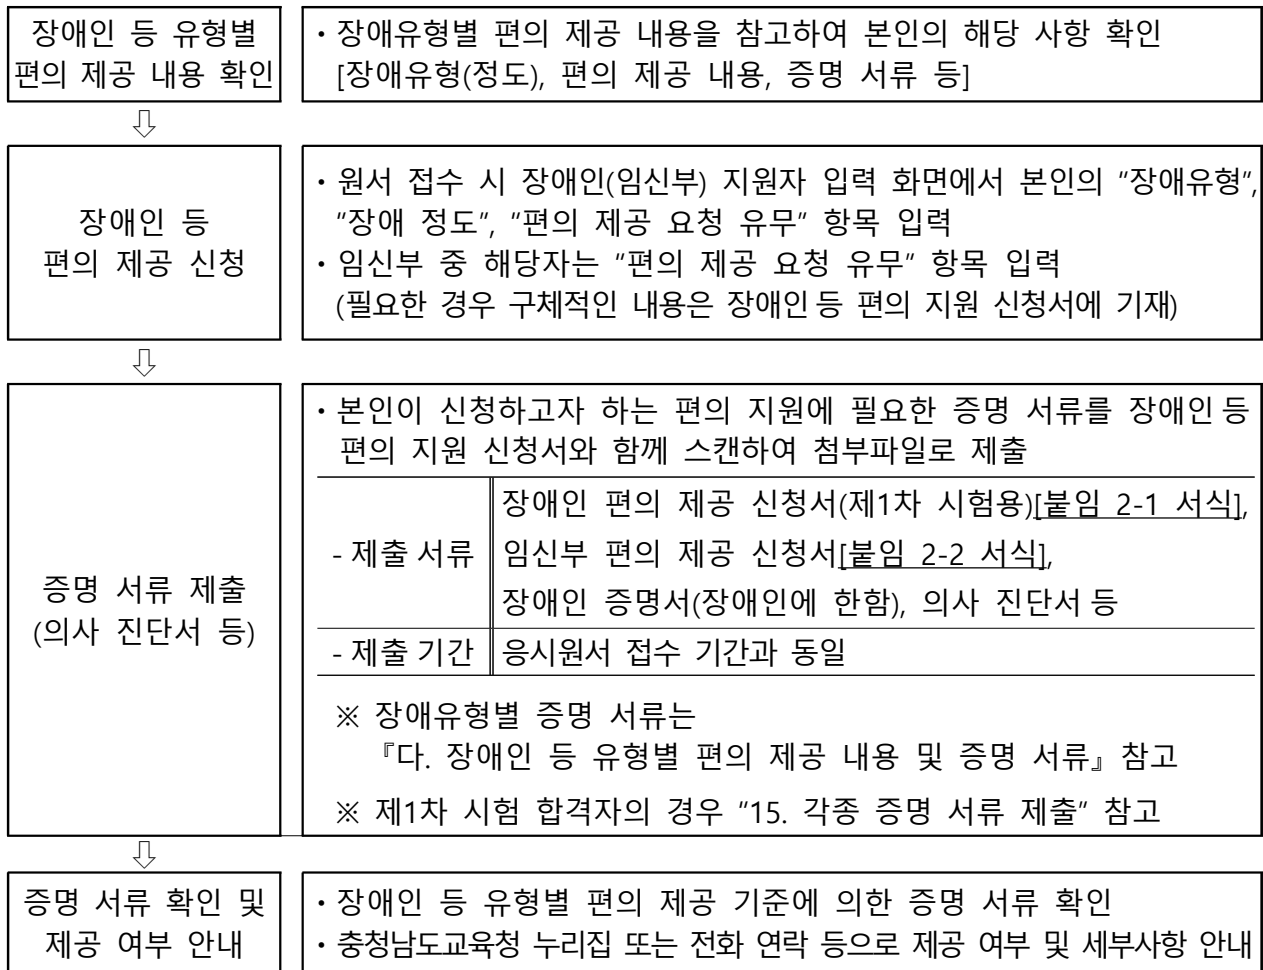 장애인 등 유형별
편의 제공 내용 확인
· 장애유형별 편의 제공 내용을 참고하여 본인의 해당 사항 확인
[장애유형(정도), 편의 제공 내용, 증명 서류 등]
⇩
장애인 등
편의 제공 신청
· 원서 접수 시 장애인(임신부) 지원자 입력 화면에서 본인의 "장애유형",
"장애 정도", "편의 제공 요청 유무" 항목 입력
· 임신부 중 해당자는 "편의 제공 요청 유무" 항목 입력
(필요한 경우 구체적인 내용은 장애인 등 편의 지원 신청서에 기재)
⇩
증명 서류 제출
(의사 진단서 등)
· 본인이 신청하고자 하는 편의 지원에 필요한 증명 서류를 장애인 등
편의 지원 신청서와 함께 스캔하여 첨부파일로 제출
- 제출 서류
장애인 편의 제공 신청서(제1차 시험용)[붙임 2-1 서식],
임신부 편의 제공 신청서[붙임 2-2 서식],
장애인 증명서(장애인에 한함), 의사 진단서 등
- 제출 기간
응시원서 접수 기간과 동일
※ 장애유형별 증명 서류는
『다. 장애인 등 유형별 편의 제공 내용 및 증명 서류』 참고
※ 제1차 시험 합격자의 경우 "15. 각종 증명 서류 제출" 참고
⇩
증명 서류 확인 및
제공 여부 안내
· 장애인 등 유형별 편의 제공 기준에 의한 증명 서류 확인
· 충청남도교육청 누리집 또는 전화 연락 등으로 제공 여부 및 세부사항 안내